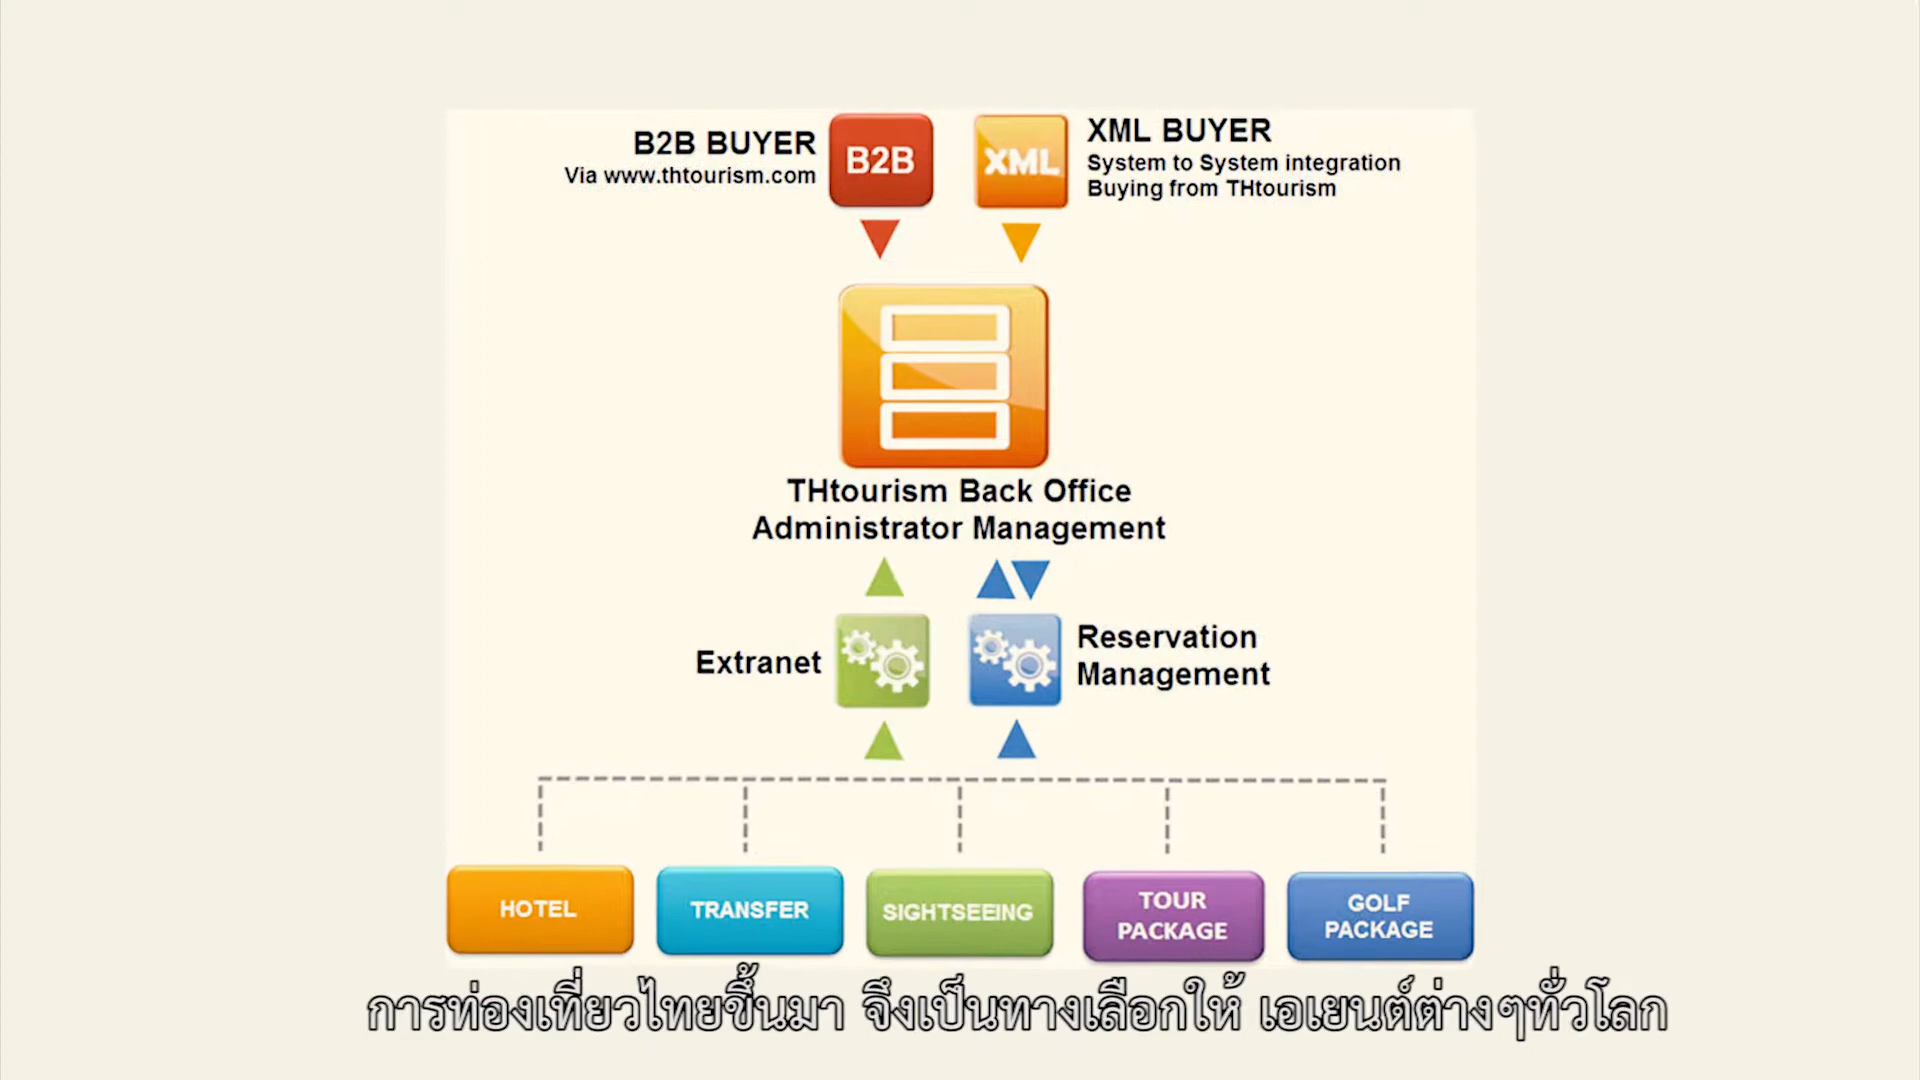 B2B BUYER
Via www.thtourism.com
B2B
XML
XML BUYER
System to System integration
Buying from THtourism
THtourism Back Office
Administrator Management
Extranet
Reservation
Management
HOTEL
TRANSFER
SIGHTSEEING
TOUR
PACKAGE
GOLF
PACKAGE
การท่องเที่ยวไทยขึ้นมา จึงเป็นทางเลือกให้ เอเยนต์ต่างๆทั่วโลก